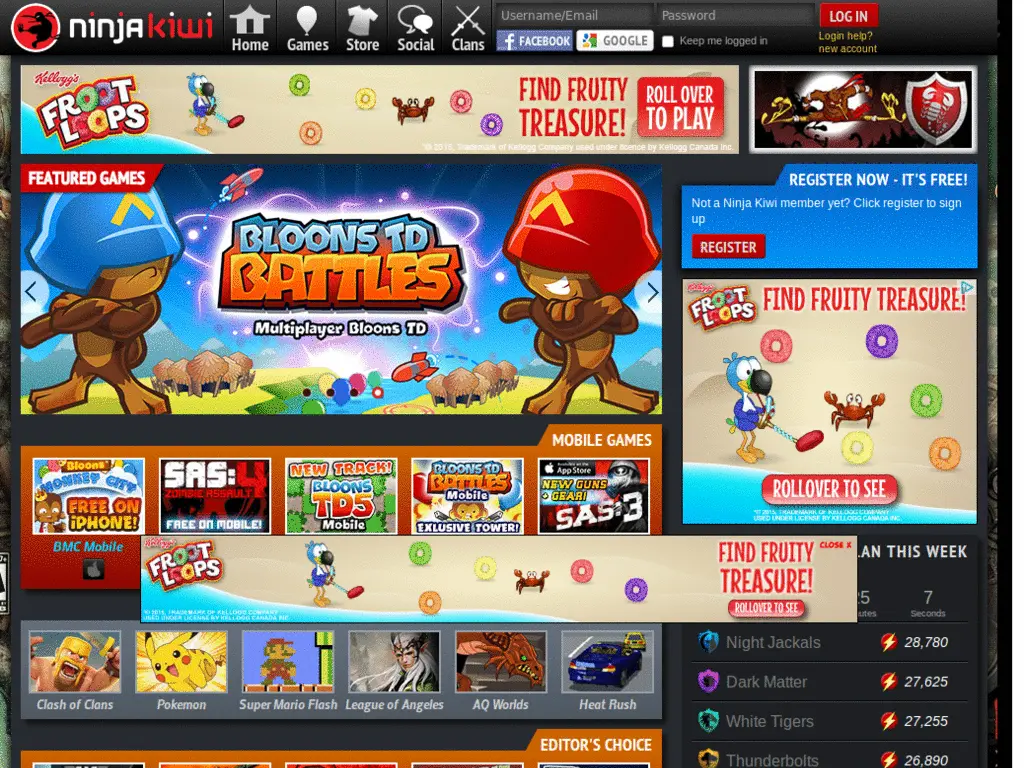 ninjakiwi
Home
Games
Store
Social
Clans
Username/Email
Password
LOG IN
FACEBOOK
GOOGLE
Keep me logged in
Login help?
new account
Kellogg's
FROOT
LOOPS
FIND FRUITY
TREASURE!
ROLL OVER
TO PLAY
© 2015, Trademark of Kellogg Company used under licence by Kellogg Canada Inc.
FEATURED GAMES
BLOONS TD
BATTLES
Multiplayer Bloons TD
REGISTER NOW - IT'S FREE!
Not a Ninja Kiwi member yet? Click register to sign
up
REGISTER
Kellogg's
FROOT
LOOPS
FIND FRUITY TREASURE!
ROLLOVER TO SEE
© 2015, TRADEMARK OF KELLOGG COMPANY
USED UNDER LICENSE BY KELLOGG CANADA INC.
MOBILE GAMES
Bloons
MONKEY CITY
FREE ON
iPHONE!
SAS:4
ZOMBIE ASSAULT
FREE ON MOBILE!
NEW TRACK!
BLOONS
TD5
Mobile
BLOONS TD
BATTLES
Mobile
EXLUSIVE TOWER!
Available on the
App Store
NEW GUNS
+ GEAR!
SAS:3
BMC Mobile
Kellogg's
FROOT
LOOPS
FIND FRUITY
TREASURE!
CLOSE X
ROLLOVER TO SEE
© 2015, TRADEMARK OF KELLOGG COMPANY
USED UNDER LICENSE BY KELLOGG CANADA INC.
LAN THIS WEEK
25
7
utes
Seconds
Night Jackals
28,780
Dark Matter
27,625
White Tigers
27,255
Thunderbolts
26,890
Clash of Clans
Pokemon
Super Mario Flash
League of Angeles
AQ Worlds
Heat Rush
EDITOR'S CHOICE